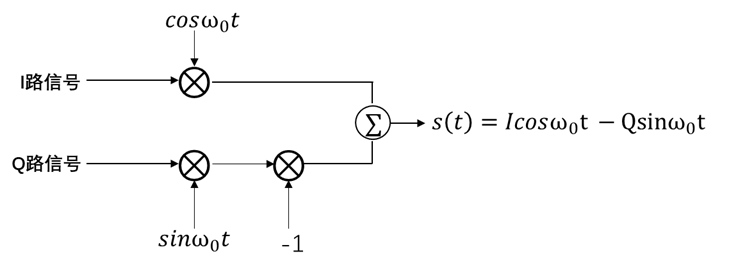 cosω₀t
I路信号
∑
s(t) = Icosω₀t − Qsinω₀t
Q路信号
sinω₀t
-1